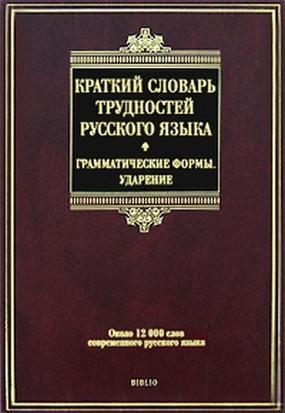 КРАТКИЙ СЛОВАРЬ
ТРУДНОСТЕЙ
РУССКОГО ЯЗЫКА
ГРАММАТИЧЕСКИЕ ФОРМЫ.
УДАРЕНИЕ
Около 12 000 слов
современного русского языка
BIBLIO